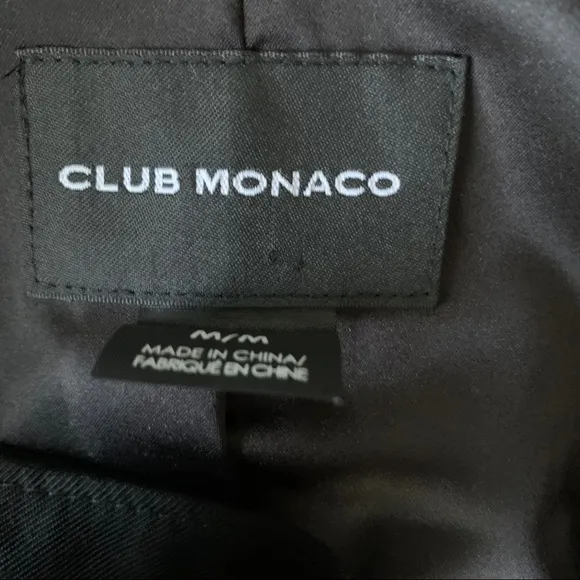 CLUB MONACO
M/M
MADE IN CHINA/
FABRIQUÉ EN CHINE